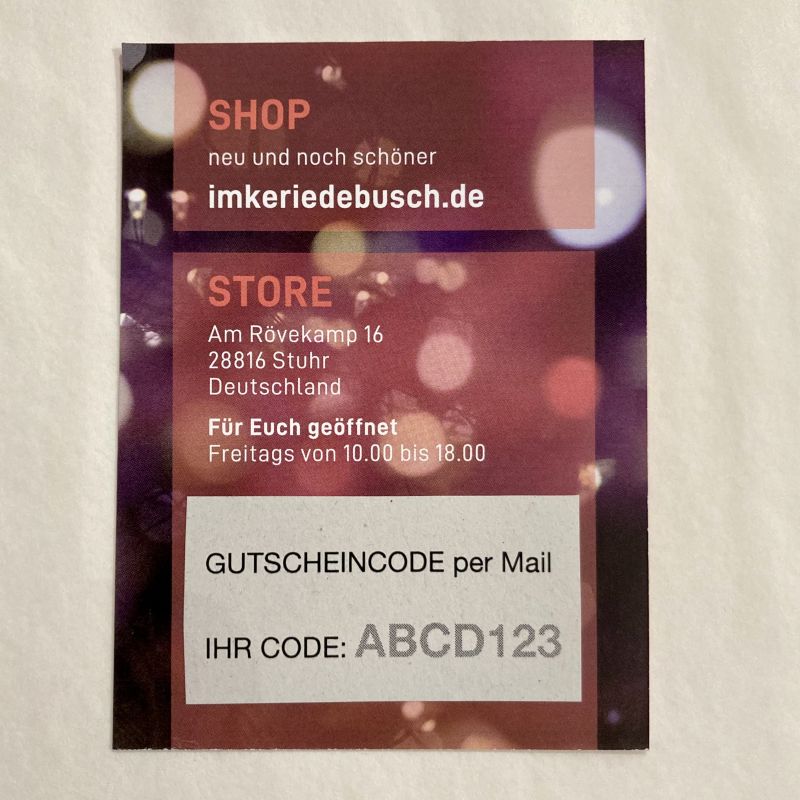 SHOP
neu und noch schöner
imkeriedebusch.de
STORE
Am Rövekamp 16
28816 Stuhr
Deutschland
Für Euch geöffnet
Freitags von 10.00 bis 18.00
GUTSCHEINCODE per Mail
IHR CODE: ABCD123